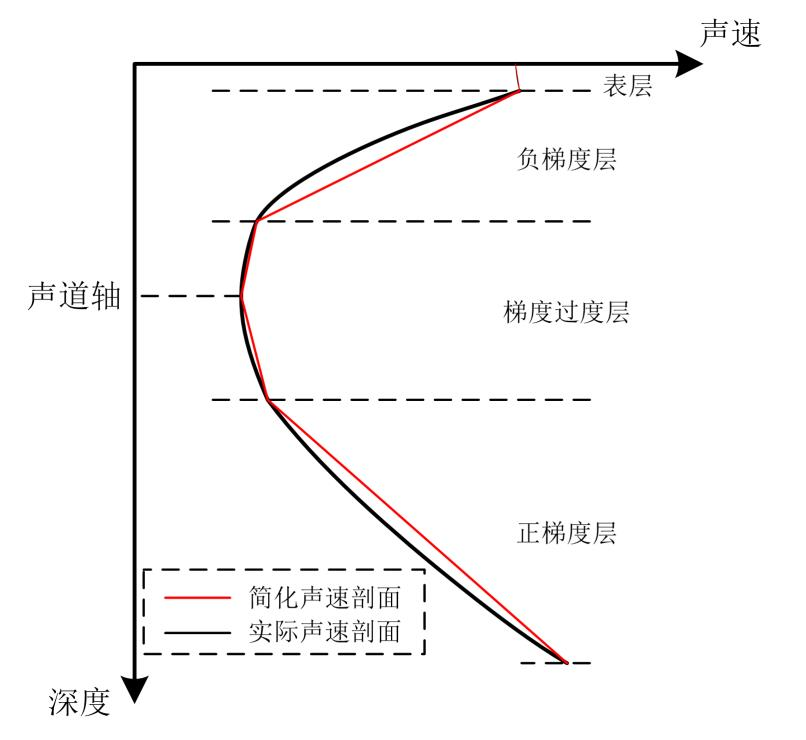 声速
表层
负梯度层
声道轴
梯度过度层
正梯度层
简化声速剖面
实际声速剖面
深度